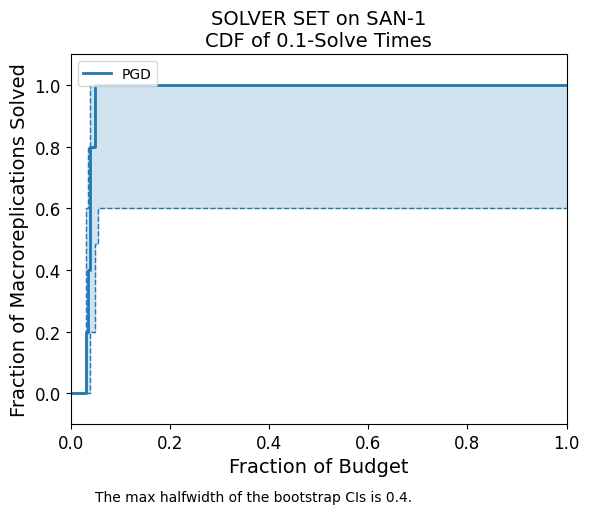 SOLVER SET on SAN-1
CDF of 0.1-Solve Times
PGD
Fraction of Macroreplications Solved
1.0
0.8
0.6
0.4
0.2
0.0
0.0 0.2 0.4 0.6 0.8 1.0
Fraction of Budget
The max halfwidth of the bootstrap CIs is 0.4.